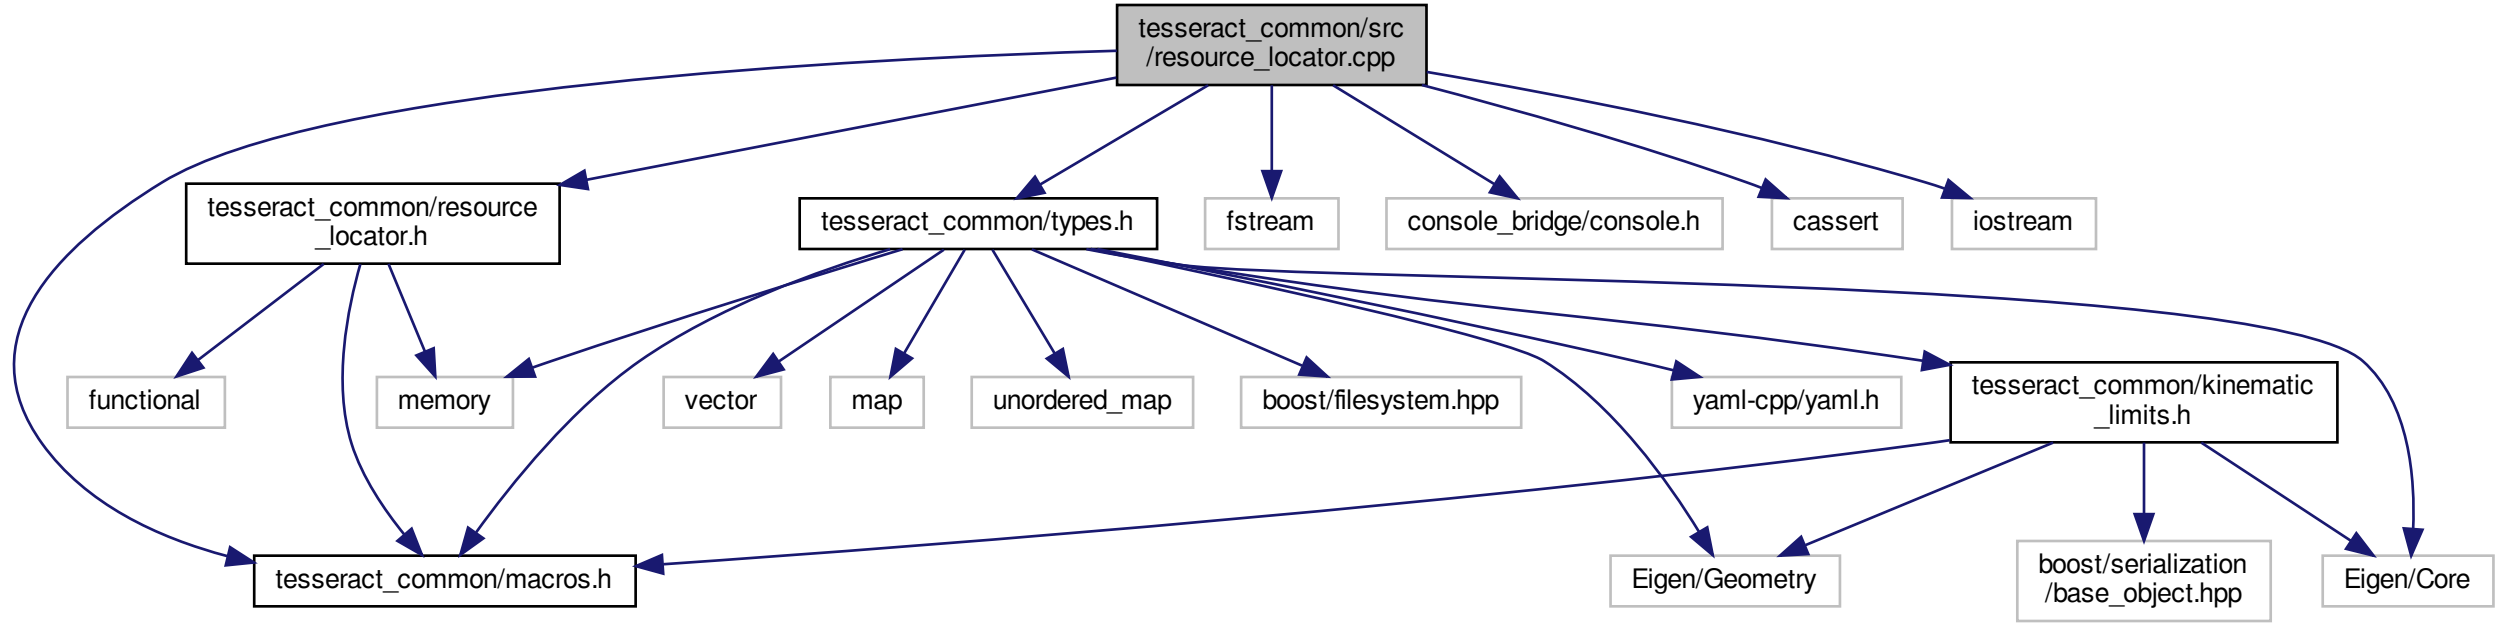 tesseract_common/src
/resource_locator.cpp
tesseract_common/resource
_locator.h
tesseract_common/types.h
fstream
console_bridge/console.h
cassert
iostream
functional
memory
vector
map
unordered_map
boost/filesystem.hpp
yaml-cpp/yaml.h
tesseract_common/kinematic
_limits.h
tesseract_common/macros.h
Eigen/Geometry
boost/serialization
/base_object.hpp
Eigen/Core